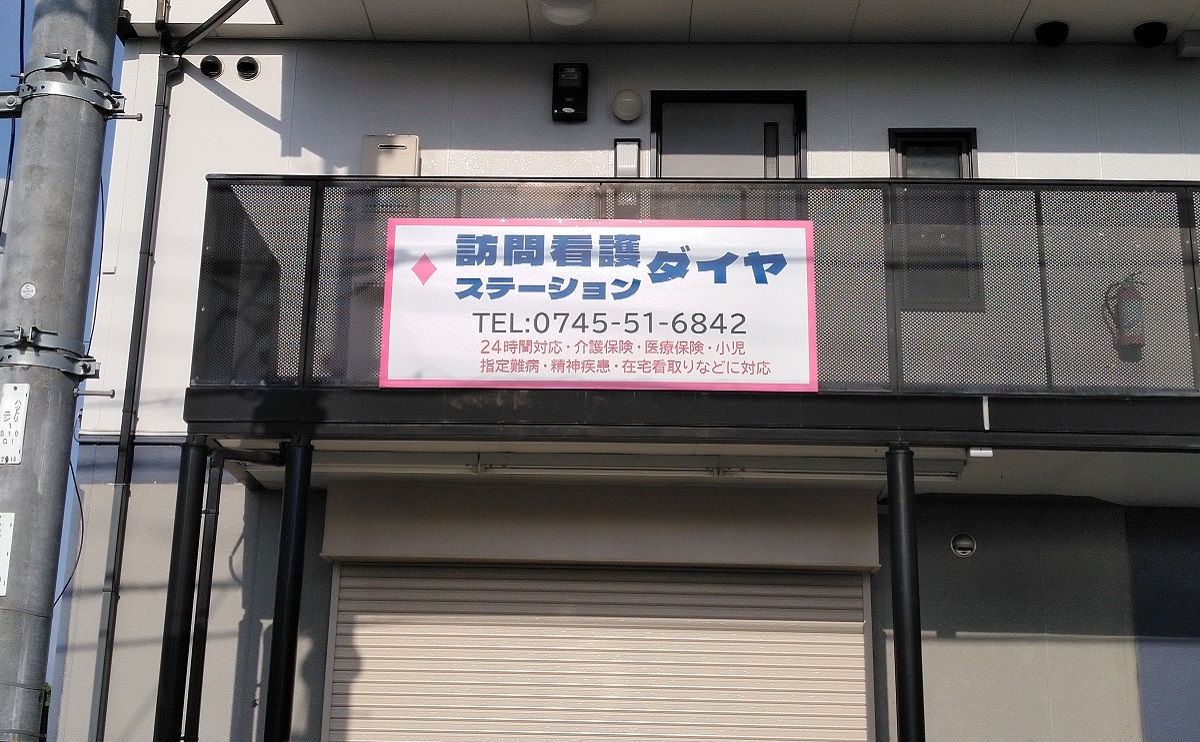 訪問看護
ステーション
ダイヤ
TEL:0745-51-6842
24時間対応・介護保険・医療保険・小児
指定難病・精神疾患・在宅看取りなどに対応